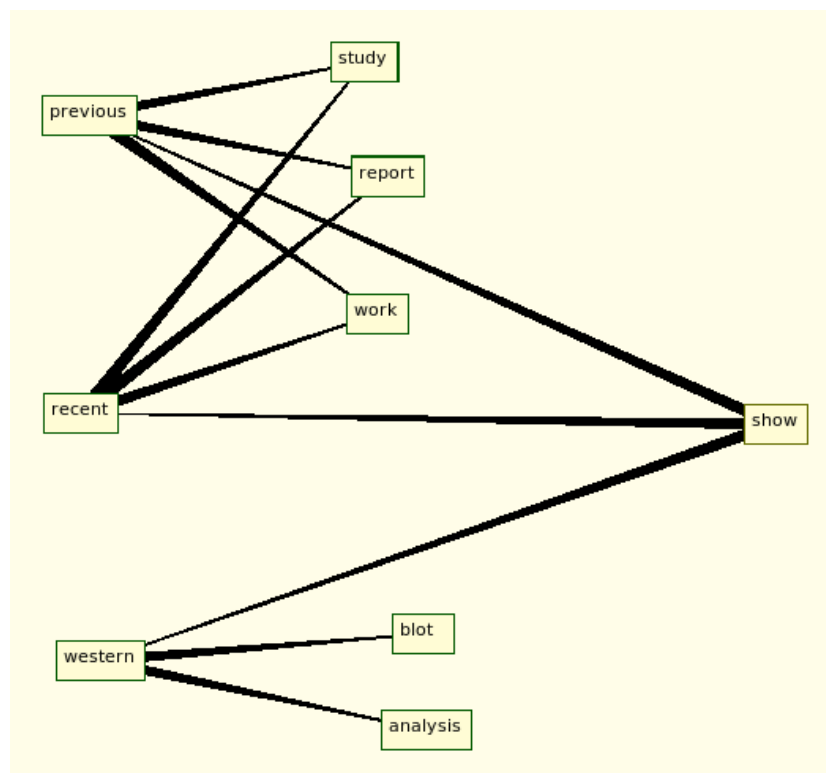 study
previous
report
work
recent
show
blot
western
analysis